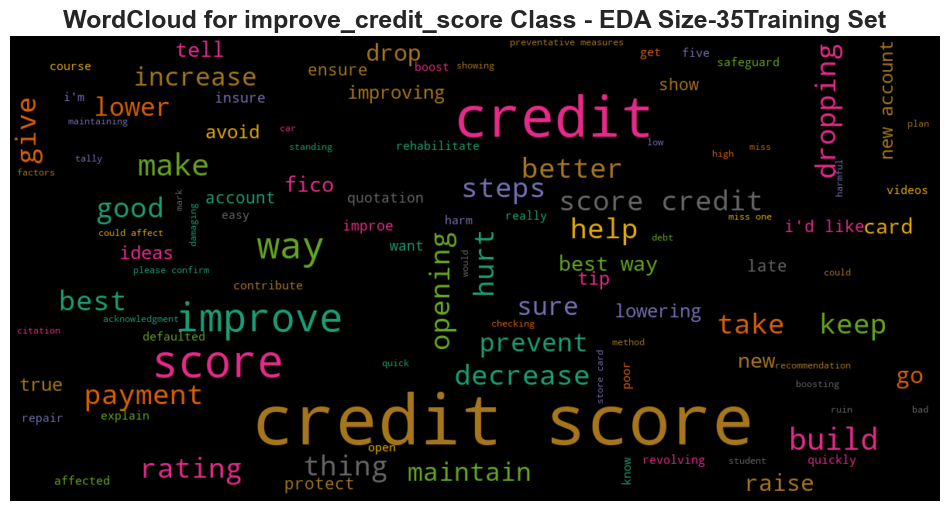 WordCloud for improve_credit_score Class - EDA Size-35Training Set
preventative measures
tell
drop
get
five
course
increase
ensure
boost
showing
safeguard
dropping
new account
i'm
lower
insure
improving
show
give
maintaining
avoid
car
credit
plan
standing
rehabilitate
low
high
miss
tally
make
better
factors
fico
steps
harmful
videos
good
mark
account
quotation
score credit
damaging
easy
improe
harm
really
miss one
i'd like
card
could affect
way
want
hurt
help
debt
ideas
opening
would
best way
late
please confirm
tip
could
contribute
best
improve
sure
lowering
acknowledgment
take
keep
citation
defaulted
prevent
checking
method
score
quick
decrease
store card
poor
new
recommendation
go
true
payment
boosting
repair
explain
credit score
ruin
bad
build
open
rating
thing
maintain
know
revolving
student
quickly
affected
protect
raise